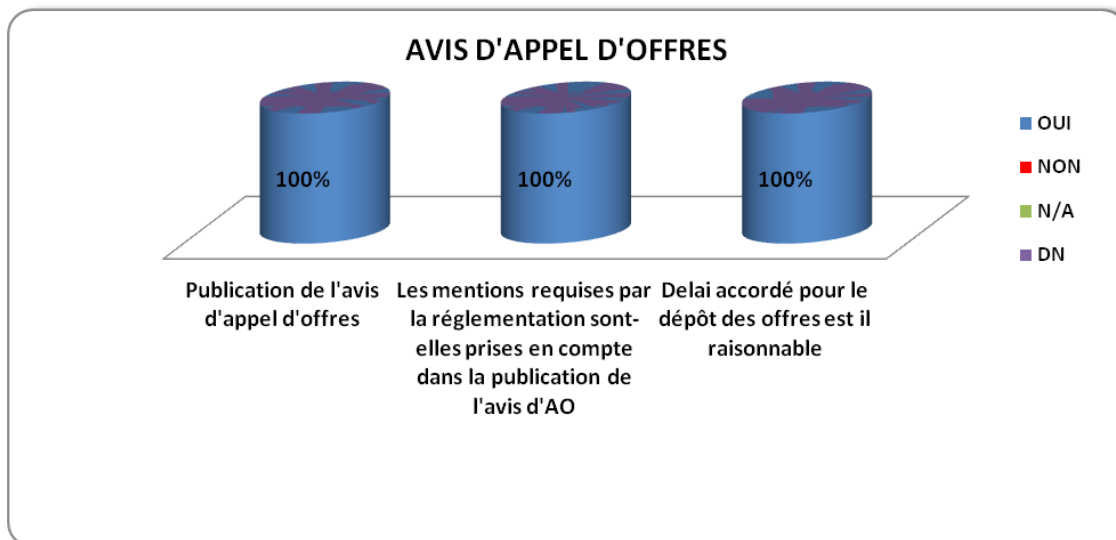 AVIS D'APPEL D'OFFRES
100%
100%
100%
OUI
NON
N/A
DN
Publication de l'avis
d'appel d'offres
Les mentions requises par
la réglementation sont-
elles prises en compte
dans la publication de
l'avis d'AO
Delai accordé pour le
dépôt des offres est il
raisonnable